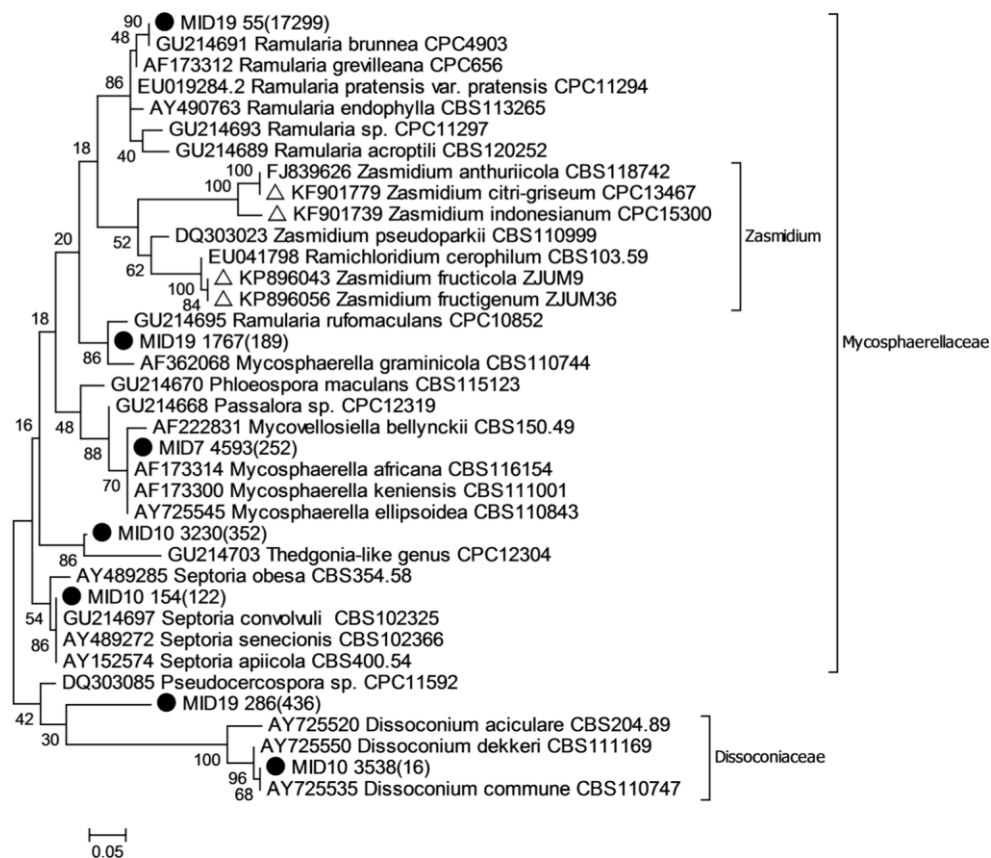 90
MID19 55(17299)
48
GU214691 Ramularia brunnea CPC4903
AF173312 Ramularia grevilleana CPC656
86
EU019284.2 Ramularia pratensis var. pratensis CPC11294
AY490763 Ramularia endophylla CBS113265
GU214693 Ramularia sp. CPC11297
18
40
GU214689 Ramularia acroptili CBS120252
100
FJ839626 Zasmidium anthuriicola CBS118742
100
KF901779 Zasmidium citri-griseum CPC13467
KF901739 Zasmidium indonesianum CPC15300
20
52
DQ303023 Zasmidium pseudoparkii CBS110999
Zasmidium
62
EU041798 Ramichloridium cerophilum CBS103.59
100
KP896043 Zasmidium fructicola ZJUM9
84
KP896056 Zasmidium fructigenum ZJUM36
18
GU214695 Ramularia rufomaculans CPC10852
MID19 1767(189)
Mycosphaerellaceae
86
AF362068 Mycosphaerella graminicola CBS110744
GU214670 Phloeospora maculans CBS115123
16
48
GU214668 Passalora sp. CPC12319
AF222831 Mycovellosiella bellynckii CBS150.49
88
MID7 4593(252)
AF173314 Mycosphaerella africana CBS116154
70
AF173300 Mycosphaerella keniensis CBS111001
AY725545 Mycosphaerella ellipsoidea CBS110843
MID10 3230(352)
86
GU214703 Thedgonia-like genus CPC12304
AY489285 Septoria obesa CBS354.58
MID10 154(122)
54
GU214697 Septoria convolvuli CBS102325
86
AY489272 Septoria senecionis CBS102366
AY152574 Septoria apiicola CBS400.54
DQ303085 Pseudocercospora sp. CPC11592
42
MID19 286(436)
30
AY725520 Dissoconium aciculare CBS204.89
100
AY725550 Dissoconium dekkeri CBS111169
Dissoconiaceae
96
MID10 3538(16)
68
AY725535 Dissoconium commune CBS110747
0.05